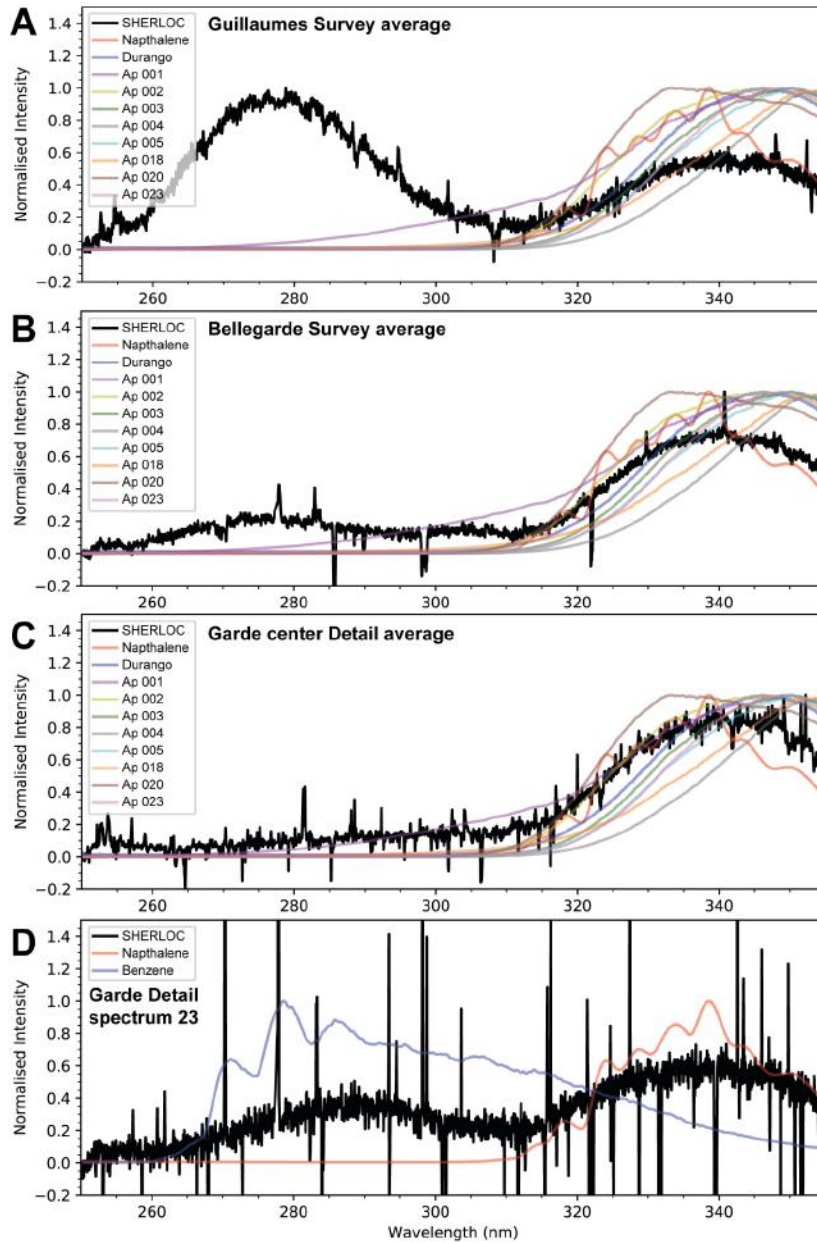 A
Guillaumes Survey average
Normalised Intensity
1.4
1.2
1.0
0.8
0.6
0.4
0.2
0.0
-0.2
SHERLOC
Napthalene
Durango
Ap 001
Ap 002
Ap 003
Ap 004
Ap 005
Ap 018
Ap 020
Ap 023
260 280 300 320 340
B
Bellegarde Survey average
Normalised Intensity
1.4
1.2
1.0
0.8
0.6
0.4
0.2
0.0
-0.2
SHERLOC
Napthalene
Durango
Ap 001
Ap 002
Ap 003
Ap 004
Ap 005
Ap 018
Ap 020
Ap 023
260 280 300 320 340
C
Garde center Detail average
Normalised Intensity
1.4
1.2
1.0
0.8
0.6
0.4
0.2
0.0
-0.2
SHERLOC
Napthalene
Durango
Ap 001
Ap 002
Ap 003
Ap 004
Ap 005
Ap 018
Ap 020
Ap 023
260 280 300 320 340
D
Normalised Intensity
1.4
1.2
1.0
0.8
0.6
0.4
0.2
0.0
-0.2
SHERLOC
Napthalene
Benzene
Garde Detail
spectrum 23
260 280 300 320 340
Wavelength (nm)